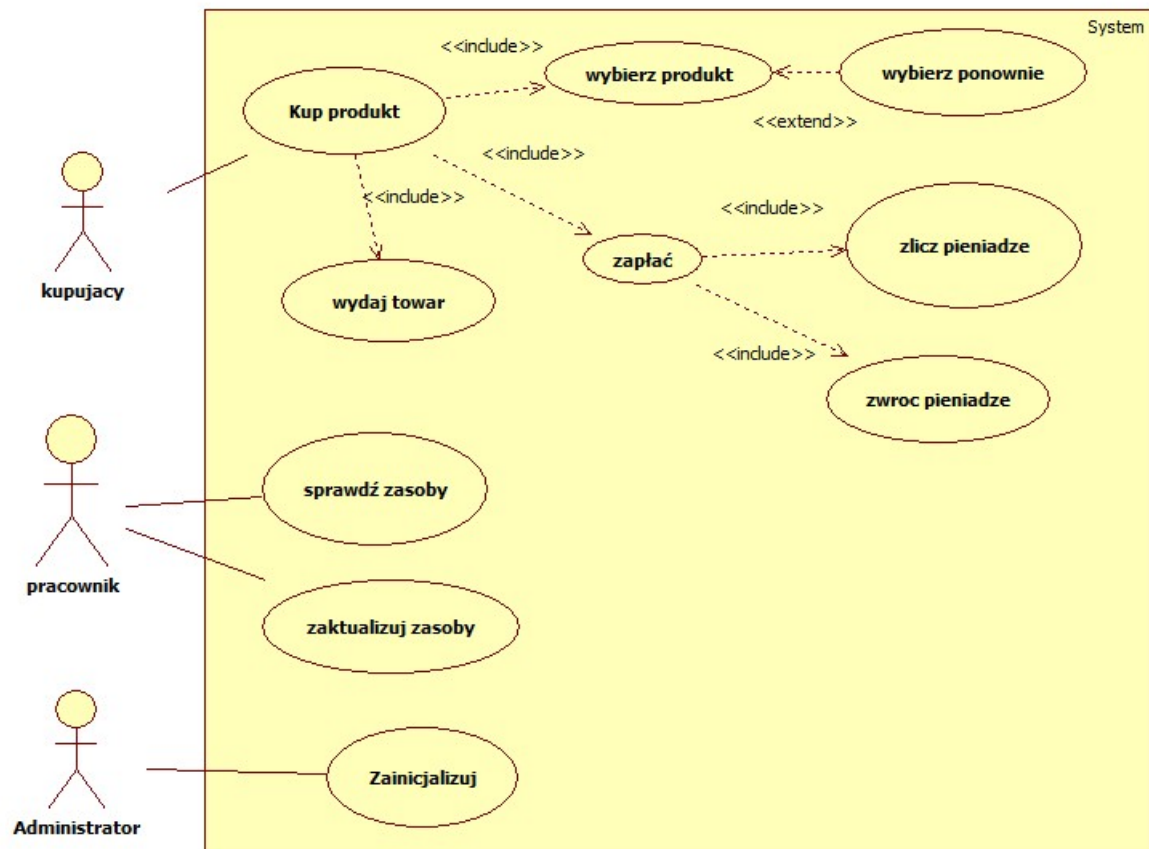 System
<<include>>
wybierz produkt
wybierz ponownie
Kup produkt
<<extend>>
<<include>>
<<include>>
<<include>>
zlicz pieniadze
zapłać
kupujacy
wydaj towar
<<include>>
zwroc pieniadze
sprawdź zasoby
pracownik
zaktualizuj zasoby
Zainicjalizuj
Administrator